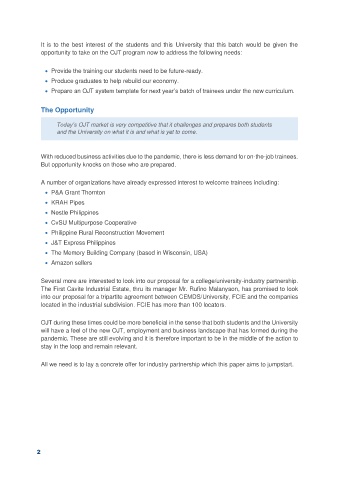 It is to the best interest of the students and this University that this batch would be given the
opportunity to take on the OJT program now to address the following needs:
• Provide the training our students need to be future-ready.
• Produce graduates to help rebuild our economy.
• Prepare an OJT system template for next year's batch of trainees under the new curriculum.
The Opportunity
Today's OJT market is very competitive that it challenges and prepares both students
and the University on what it is and what is yet to come.
With reduced business activities due to the pandemic, there is less demand for on-the-job trainees.
But opportunity knocks on those who are prepared.
A number of organizations have already expressed interest to welcome trainees including:
• P&A Grant Thornton
• KRAH Pipes
• Nestle Philippines
• CvSU Multipurpose Cooperative
• Philippine Rural Reconstruction Movement
• J&T Express Philippines
• The Memory Building Company (based in Wisconsin, USA)
• Amazon sellers
Several more are interested to look into our proposal for a college/university-industry partnership.
The First Cavite Industrial Estate, thru its manager Mr. Rufino Malanyaon, has promised to look
into our proposal for a tripartite agreement between CEMDS/University, FCIE and the companies
located in the industrial subdivision. FCIE has more than 100 locators.
OJT during these times could be more beneficial in the sense that both students and the University
will have a feel of the new OJT, employment and business landscape that has formed during the
pandemic. These are still evolving and it is therefore important to be in the middle of the action to
stay in the loop and remain relevant.
All we need is to lay a concrete offer for industry partnership which this paper aims to jumpstart.
2